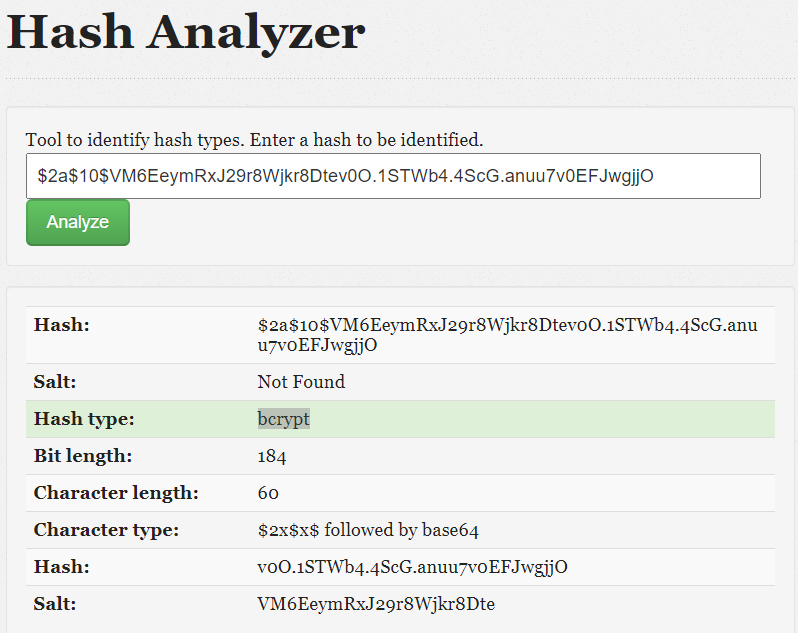 Hash Analyzer
Tool to identify hash types. Enter a hash to be identified.
$2a$10$VM6EeymRxJ29r8Wjkr8Dtev0O.1STWb4.4ScG.anuu7v0EFJwgjjO
Analyze
Hash: $2a$10$VM6EeymRxJ29r8Wjkr8Dtev0O.1STWb4.4ScG.anu
u7v0EFJwgjjO
Salt: Not Found
Hash type: bcrypt
Bit length: 184
Character length: 60
Character type: $2x$x$ followed by base64
Hash: v0O.1STWb4.4ScG.anuu7v0EFJwgjjO
Salt: VM6EeymRxJ29r8Wjkr8Dte